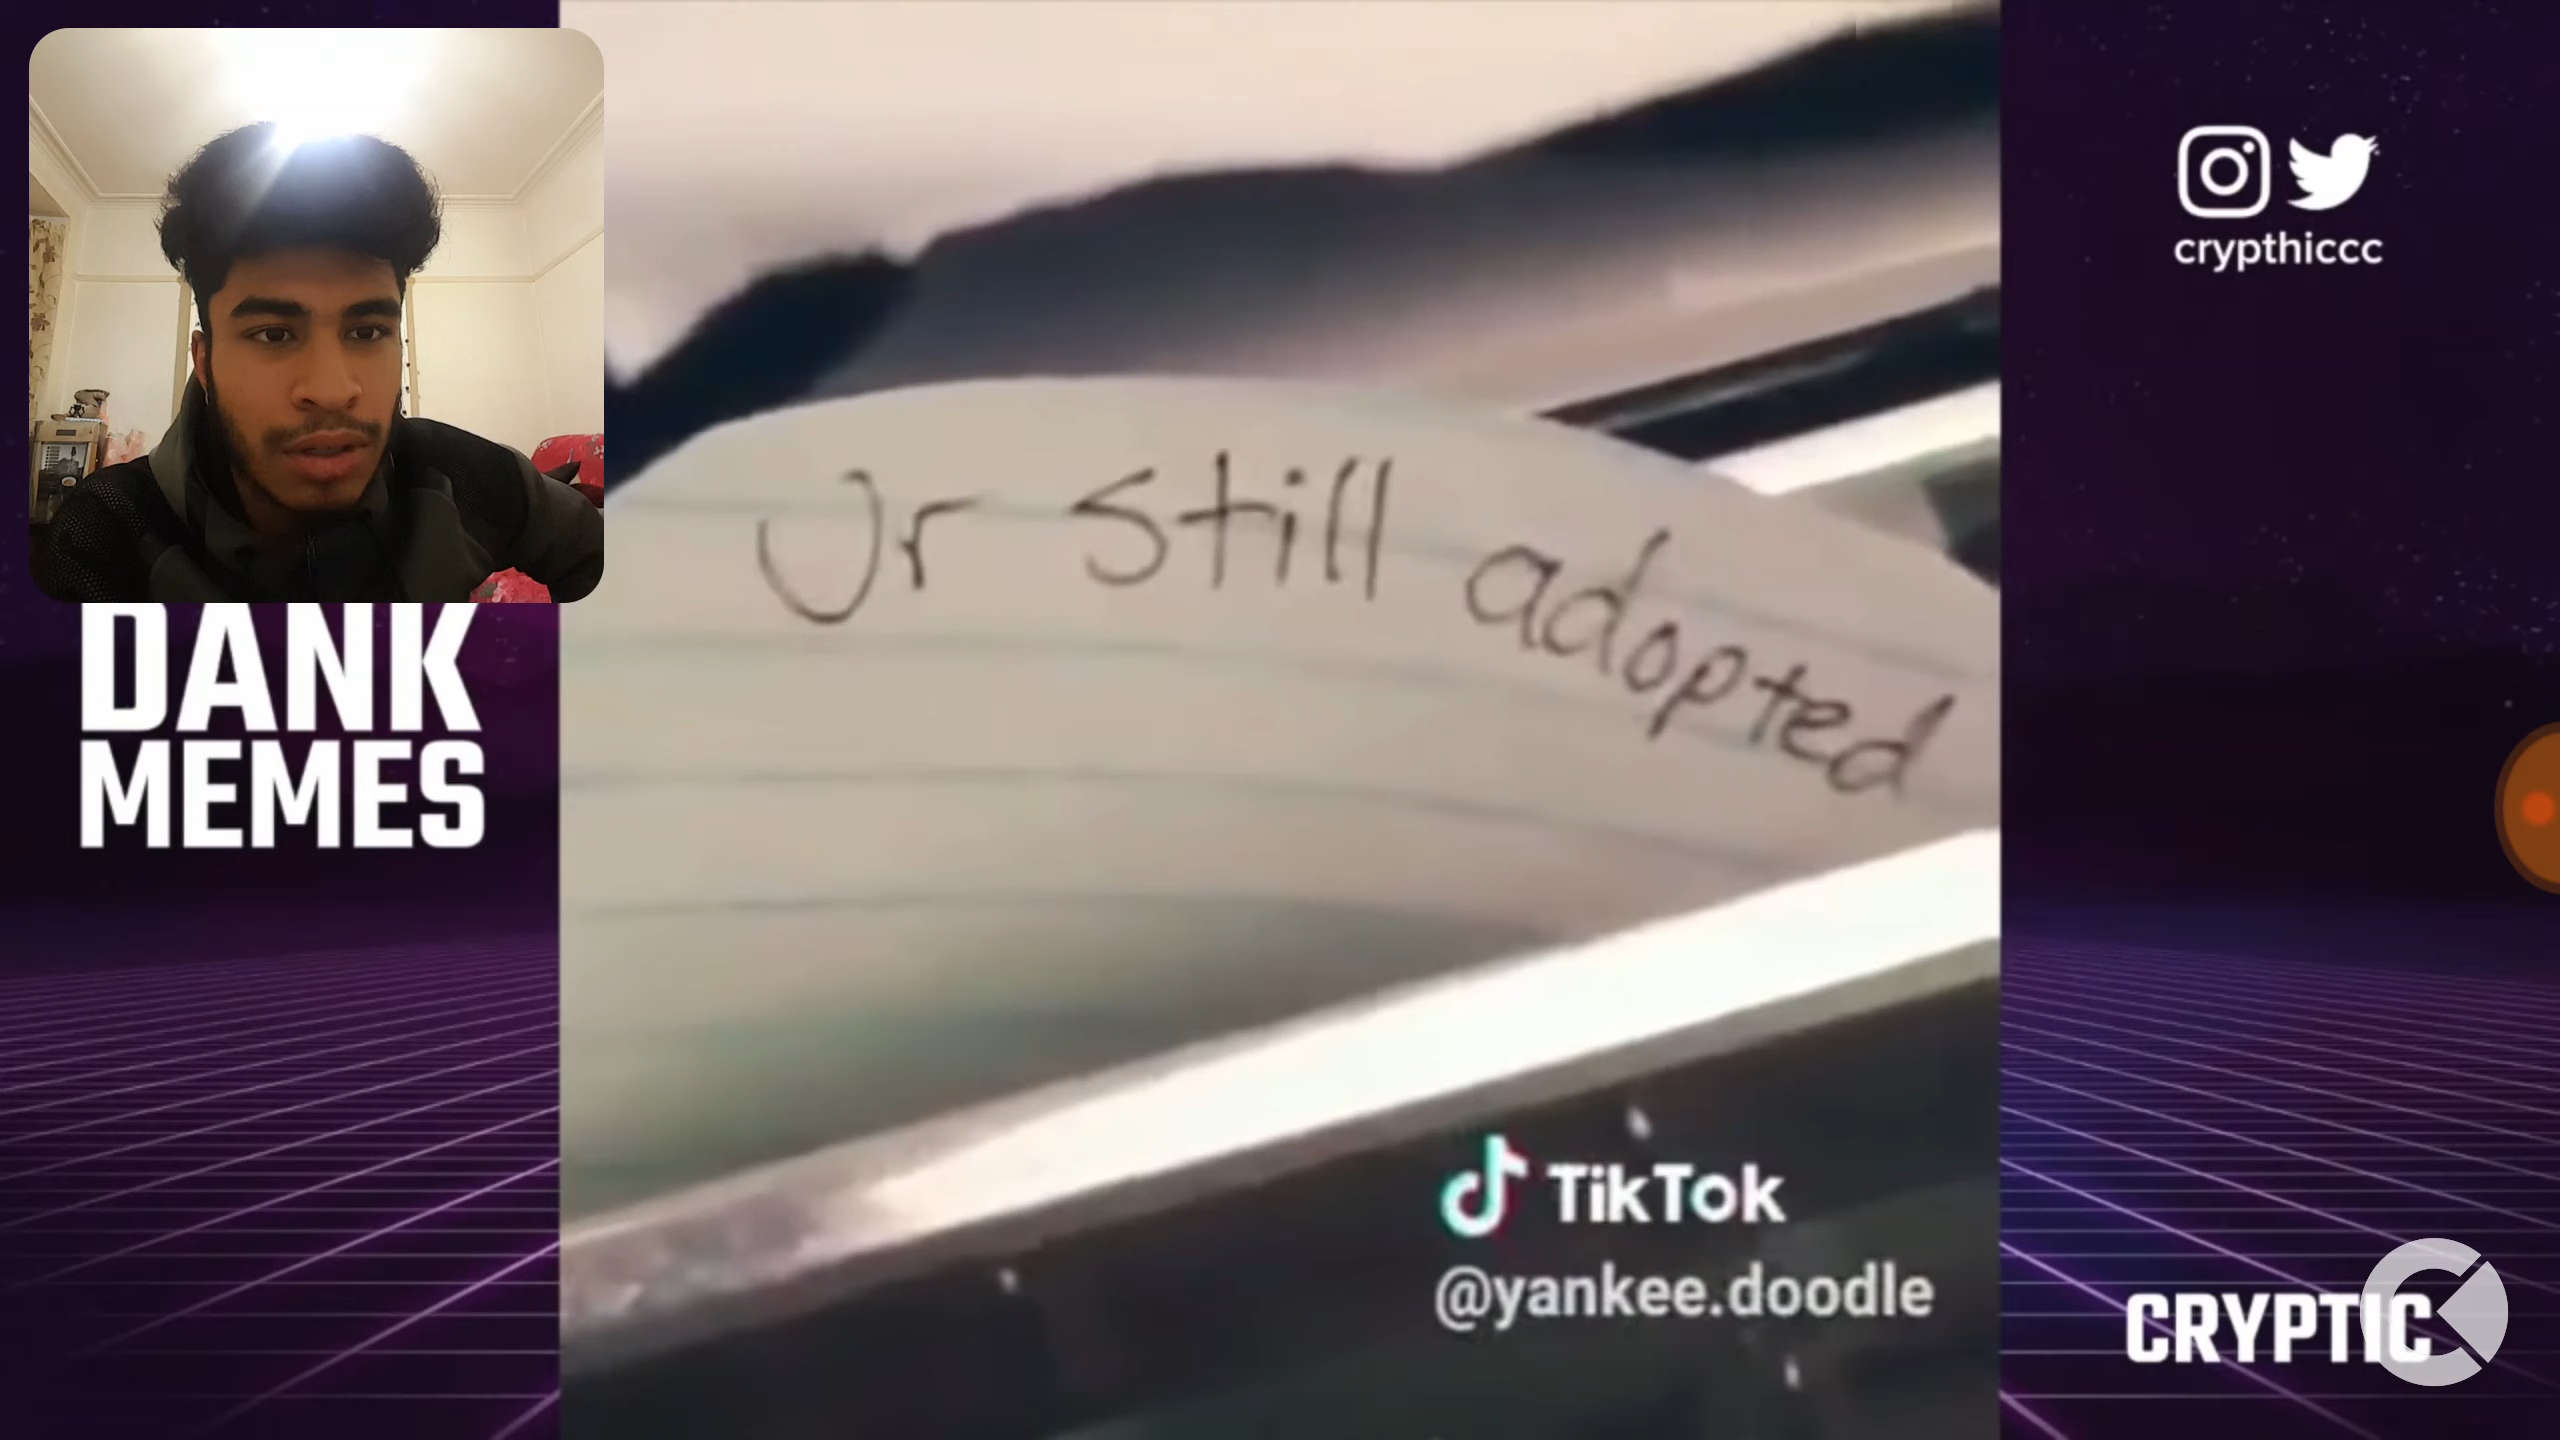 crypthiccc
Ur still adopted
DANK
MEMES
TikTok
@yankee.doodle
CRYPTIC